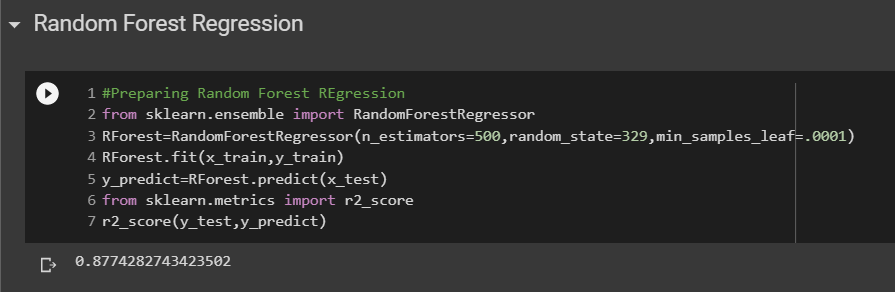 Random Forest Regression
1 #Preparing Random Forest REgression
2 from sklearn.ensemble import RandomForestRegressor
3 RForest=RandomForestRegressor(n_estimators=500,random_state=329,min_samples_leaf=.0001)
4 RForest.fit(x_train,y_train)
5 y_predict=RForest.predict(x_test)
6 from sklearn.metrics import r2_score
7 r2_score(y_test,y_predict)
0.8774282743423502